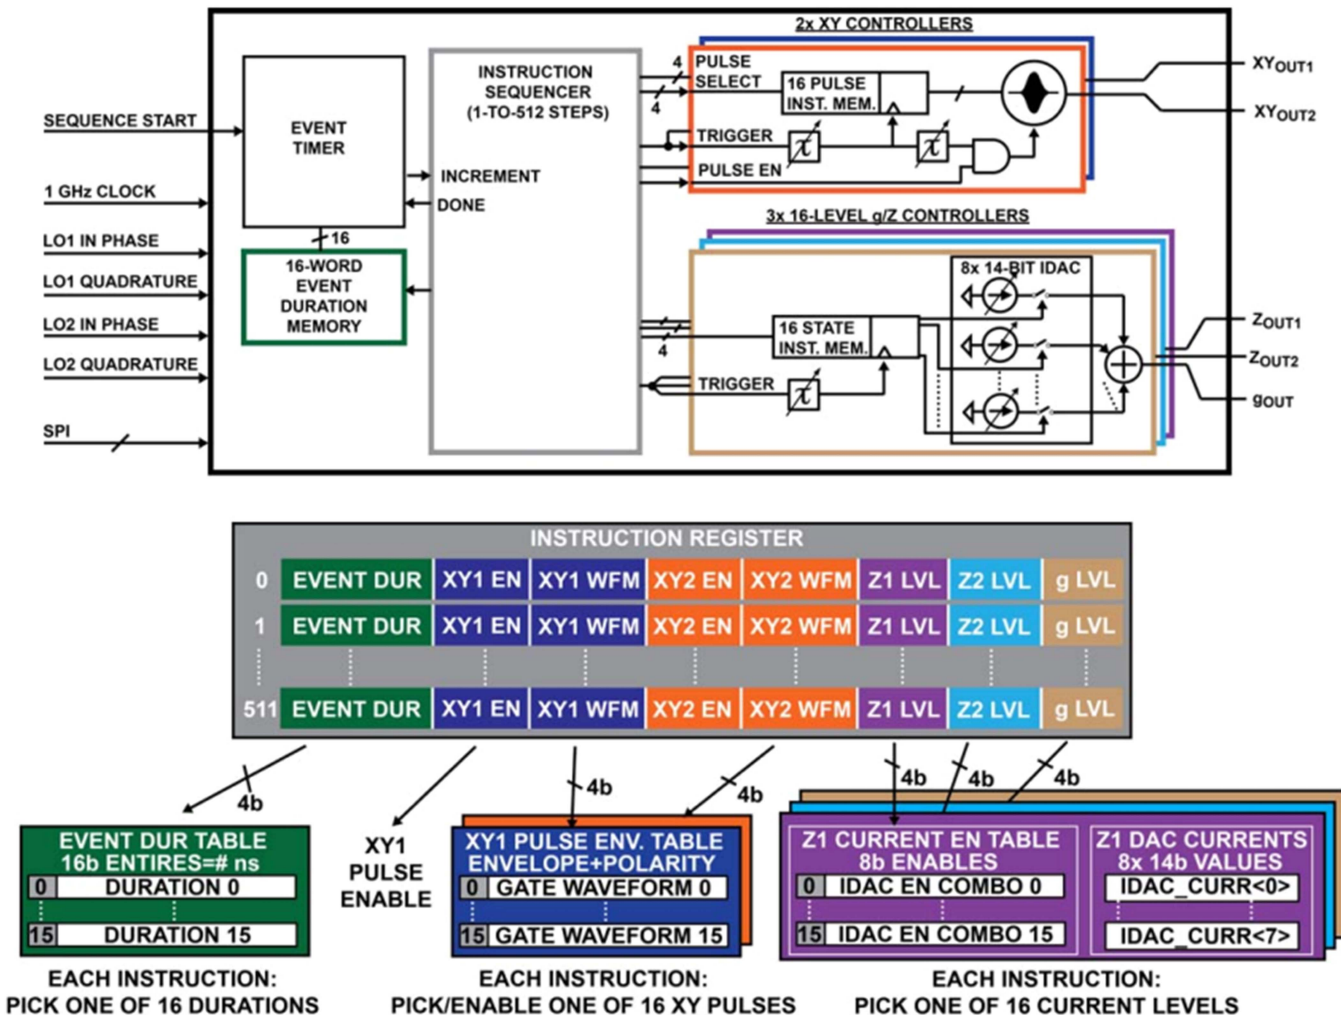 2x XY CONTROLLERS
SEQUENCE START
1 GHz CLOCK
LO1 IN PHASE
LO1 QUADRATURE
LO2 IN PHASE
LO2 QUADRATURE
SPI
EVENT
TIMER
16
16-WORD
EVENT
DURATION
MEMORY
INSTRUCTION
SEQUENCER
(1-TO-512 STEPS)
INCREMENT
DONE
4
4
PULSE
SELECT
16 PULSE
INST. MEM.
TRIGGER
τ
τ
PULSE EN
XYOUT1
XYOUT2
3x 16-LEVEL g/Z CONTROLLERS
8x 14-BIT IDAC
4
16 STATE
INST. MEM.
TRIGGER
τ
ZOUT1
ZOUT2
gOUT
INSTRUCTION REGISTER
0 EVENT DUR XY1 EN XY1 WFM XY2 EN XY2 WFM Z1 LVL Z2 LVL g LVL
1 EVENT DUR XY1 EN XY1 WFM XY2 EN XY2 WFM Z1 LVL Z2 LVL g LVL
511 EVENT DUR XY1 EN XY1 WFM XY2 EN XY2 WFM Z1 LVL Z2 LVL g LVL
4b
4b
4b
4b
4b
4b
EVENT DUR TABLE
16b ENTIRES=# ns
0 DURATION 0
15 DURATION 15
EACH INSTRUCTION:
PICK ONE OF 16 DURATIONS
XY1
PULSE
ENABLE
XY1 PULSE ENV. TABLE
ENVELOPE+POLARITY
0 GATE WAVEFORM 0
15 GATE WAVEFORM 15
EACH INSTRUCTION:
PICK/ENABLE ONE OF 16 XY PULSES
Z1 CURRENT EN TABLE
8b ENABLES
0 IDAC EN COMBO 0
15 IDAC EN COMBO 15
Z1 DAC CURRENTS
8x 14b VALUES
IDAC_CURR<0>
IDAC_CURR<7>
EACH INSTRUCTION:
PICK ONE OF 16 CURRENT LEVELS